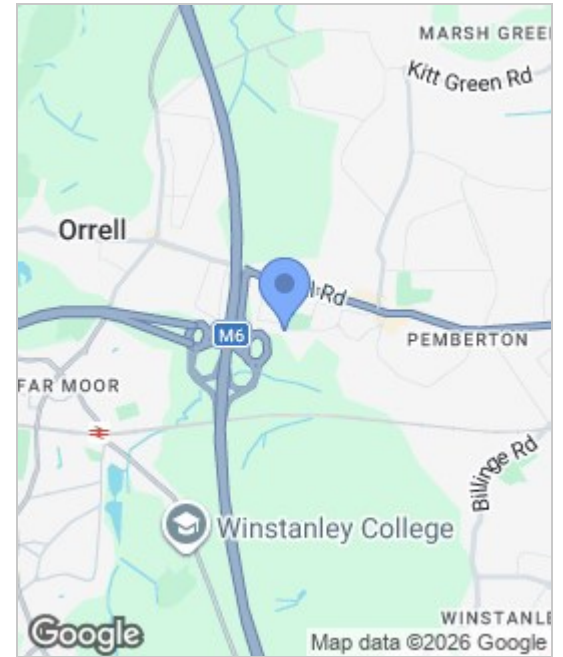 MARSH GREE
Kitt Green Rd
Orrell
l Rd
M6
PEMBERTON
FAR MOOR
Billinge Rd
Winstanley College
WINSTANLE
Google
Map data ©2026 Google